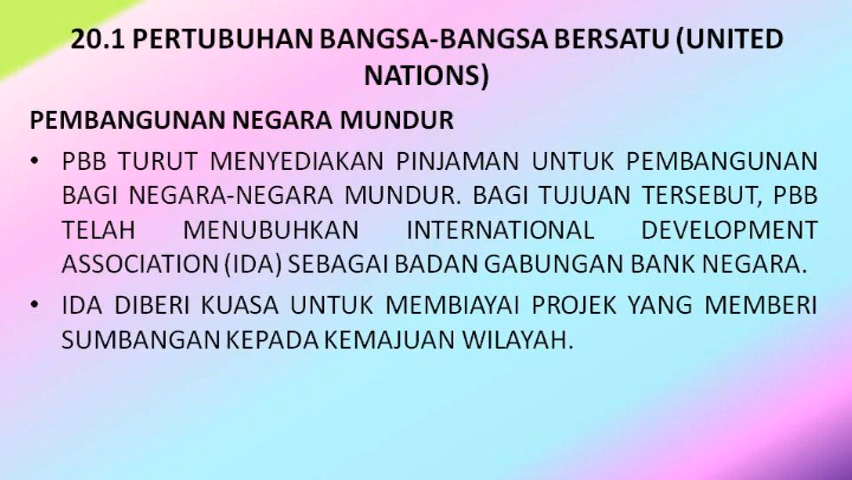 20.1 PERTUBUHAN BANGSA-BANGSA BERSATU (UNITED
NATIONS)
PEMBANGUNAN NEGARA MUNDUR
• PBB TURUT MENYEDIAKAN PINJAMAN UNTUK PEMBANGUNAN
BAGI NEGARA-NEGARA MUNDUR. BAGI TUJUAN TERSEBUT, PBB
TELAH MENUBUHKAN INTERNATIONAL DEVELOPMENT
ASSOCIATION (IDA) SEBAGAI BADAN GABUNGAN BANK NEGARA.
• IDA DIBERI KUASA UNTUK MEMBIAYAI PROJEK YANG MEMBERI
SUMBANGAN KEPADA KEMAJUAN WILAYAH.